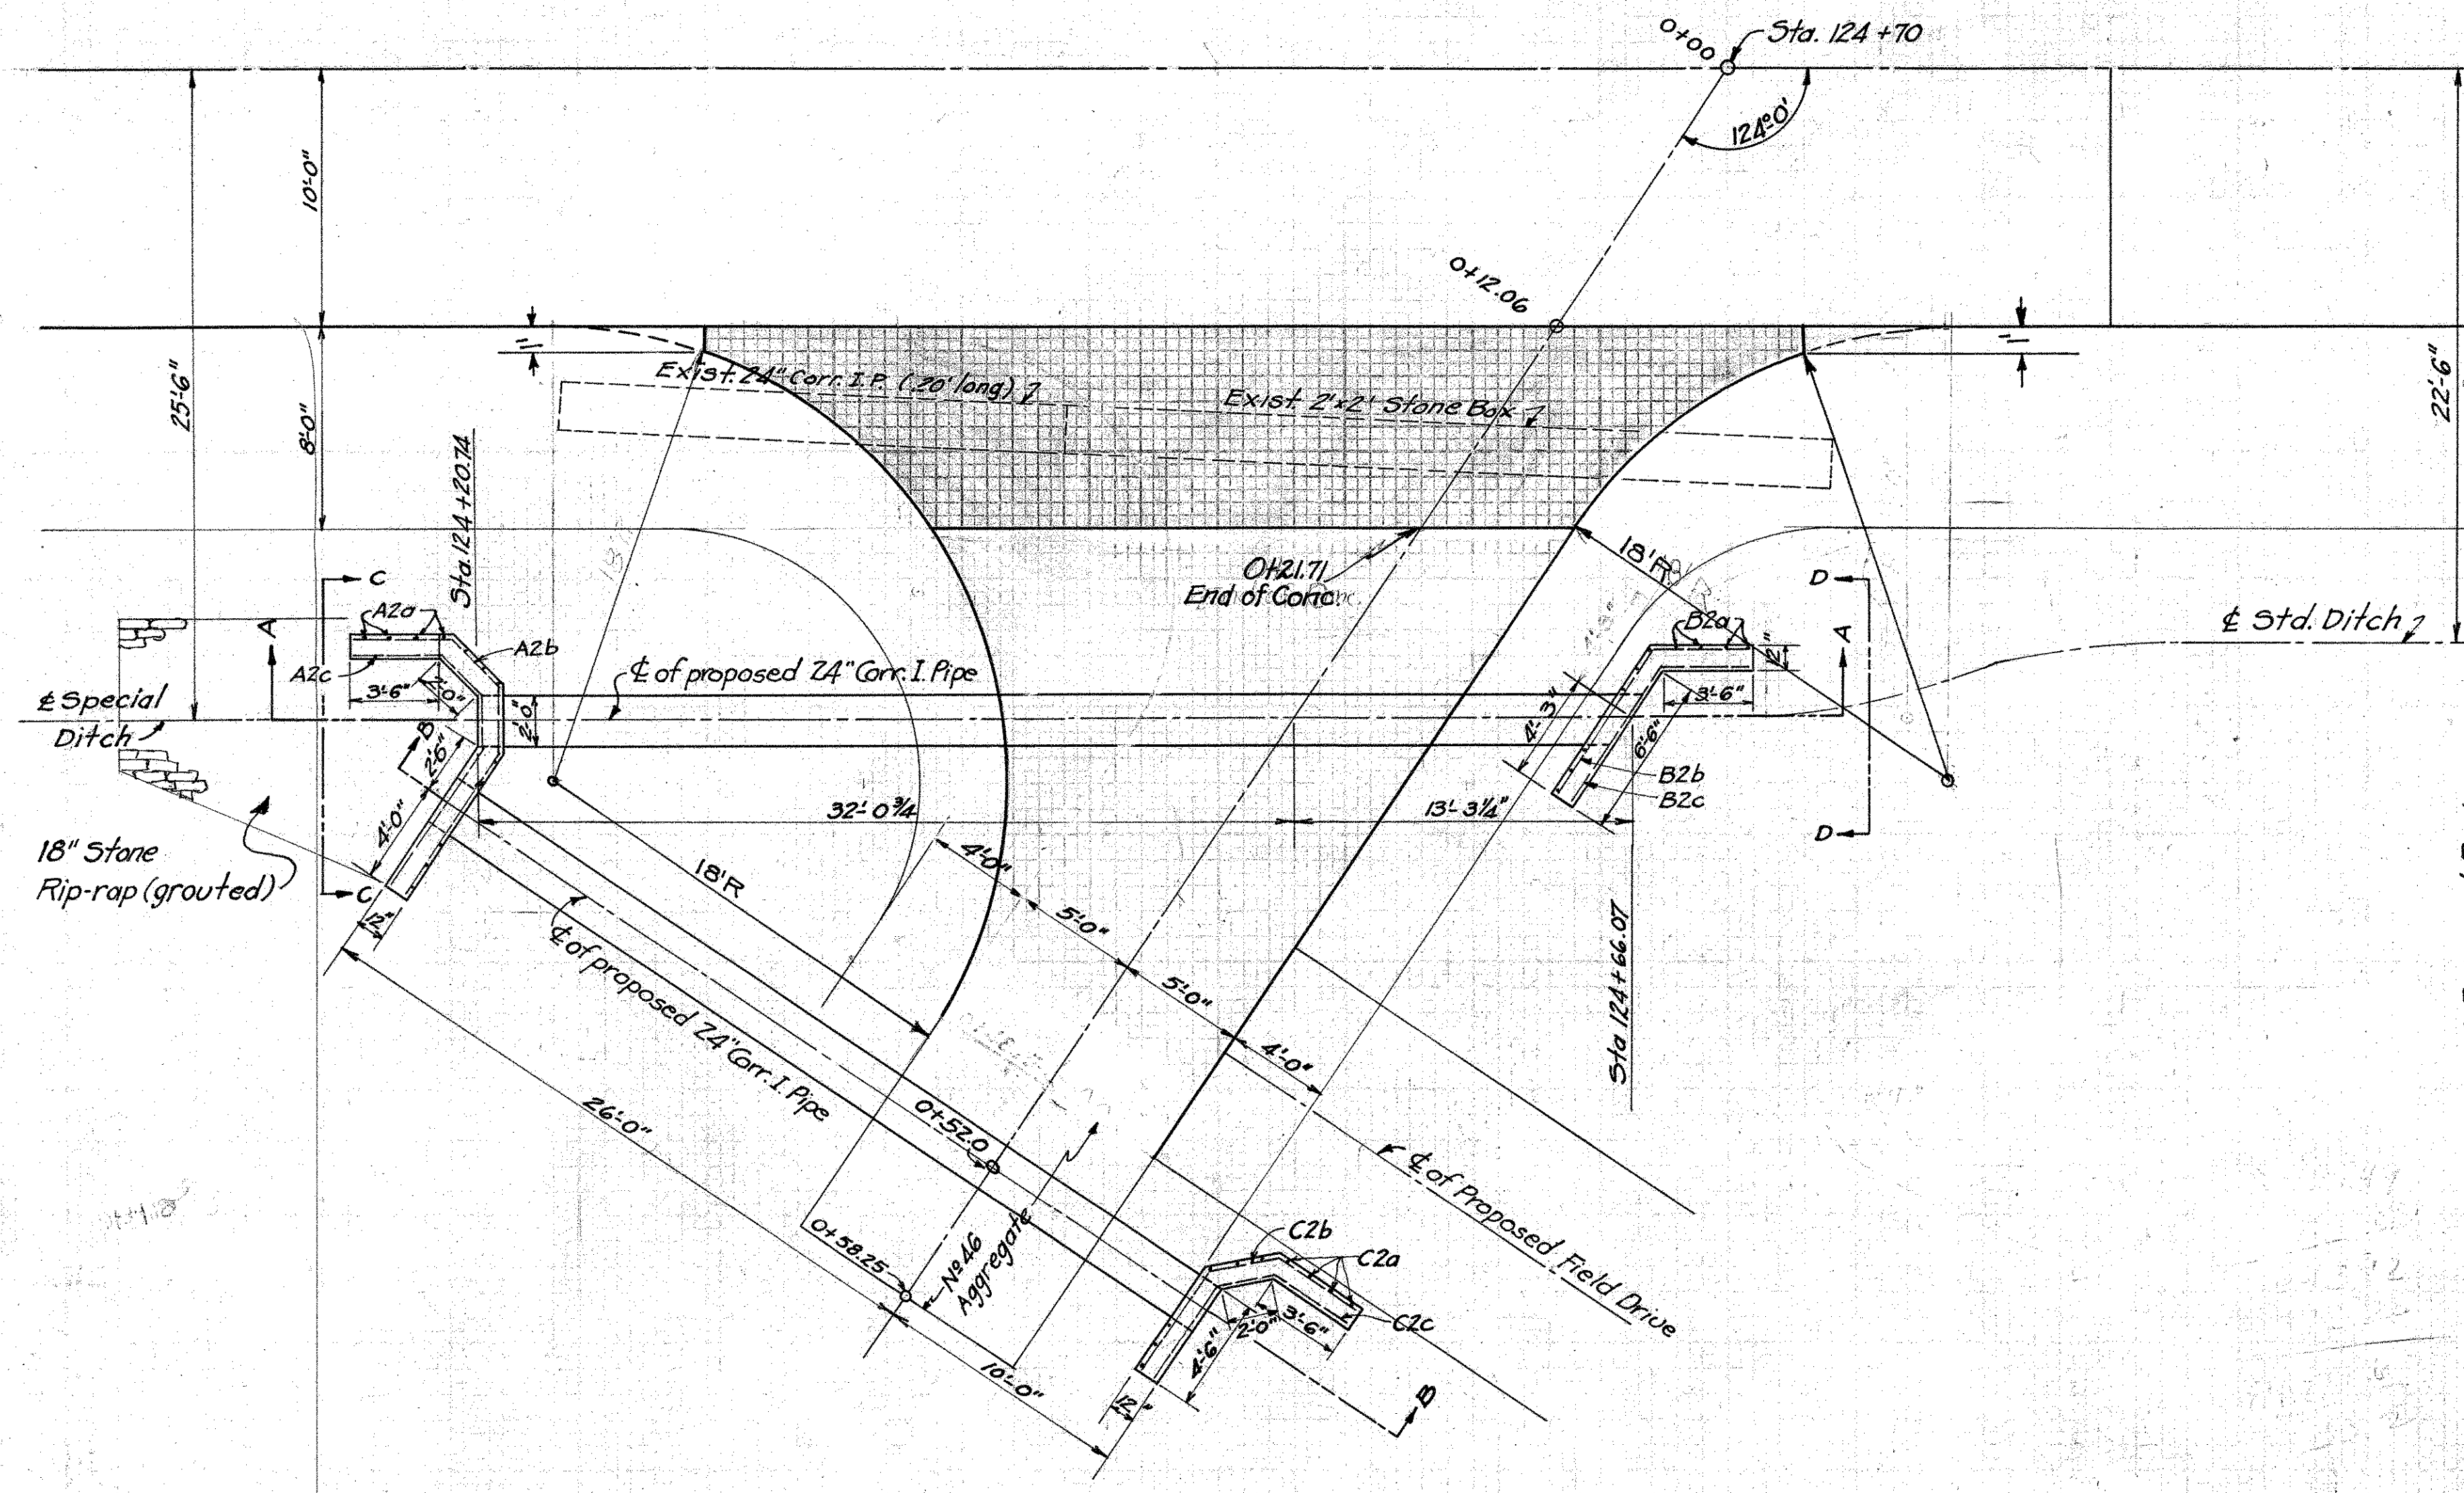 0+00
Sta. 124+70
124°-0'
10'-0"
25'-6"
8'-0"
22'-6"
0+12.06
1'
1'
Exist. 24" Corr. I.P. (20' long)
Exist. 2'x2' Stone Box
Sta. 124+20.74
0+21.71
End of Conc.
18'R.
C
D
A
A2a
A2b
A2c
3'-6"
2'-0"
2'-0"
℄ of proposed 24" Corr. I. Pipe
B2a
12"
A
℄ Std. Ditch
3'-6"
4'-3"
6'-6"
B2b
B2c
℄ Special
Ditch
B
2'-6"
4'-0"
32'-0¾
13'-3¼"
D
18" Stone
Rip-rap (grouted)
C
12"
18'R
4'-0"
5'-0"
5'-0"
4'-0"
Sta 124+66.07
℄ of proposed 24" Corr. I. Pipe
26'-0"
0+52.0
℄ of Proposed Field Drive
0+58.25
Nº 46
Aggregate
C2b
C2a
C2c
3'-6"
2'-0"
4'-6"
10'-0"
12"
B